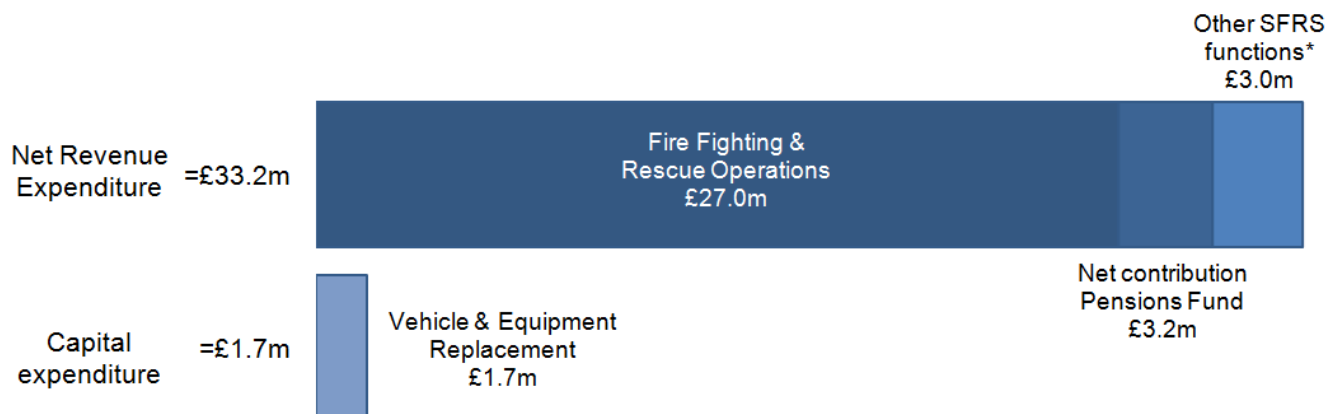 Other SFRS
functions*
£3.0m
Net Revenue
Expenditure
=£33.2m
Fire Fighting &
Rescue Operations
£27.0m
Net contribution
Pensions Fund
£3.2m
Capital
expenditure
=£1.7m
Vehicle & Equipment
Replacement
£1.7m